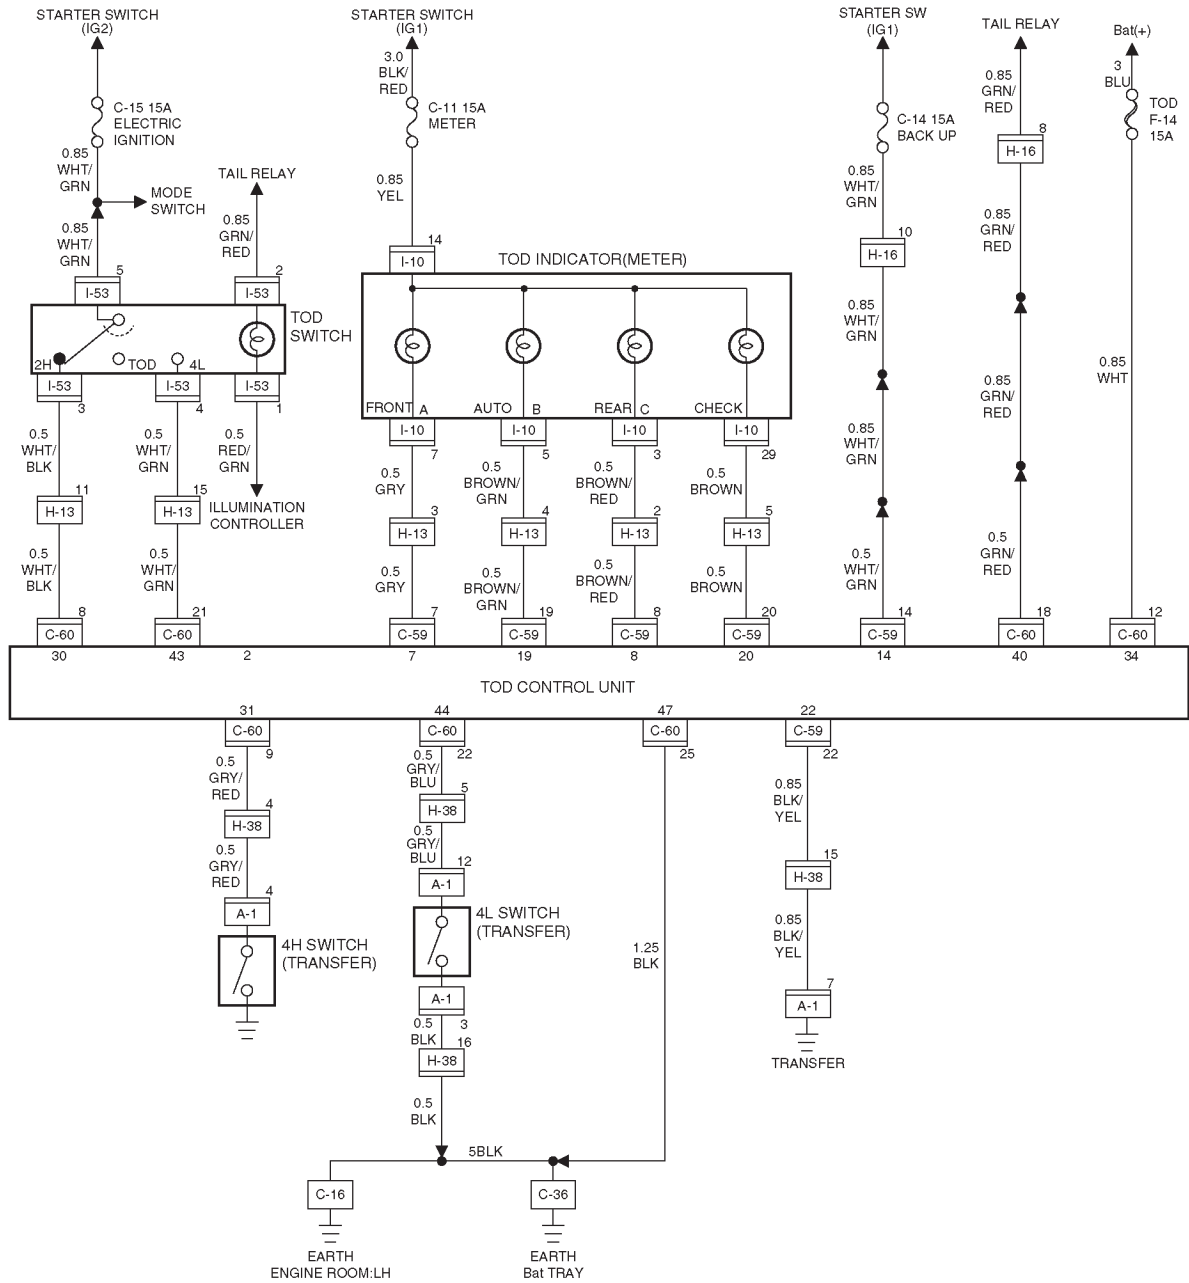 STARTER SWITCH
(IG2)
STARTER SWITCH
(IG1)
STARTER SW
(IG1)
TAIL RELAY
Bat(+)
C-15 15A
ELECTRIC
IGNITION
0.85
WHT/
GRN
MODE
SWITCH
0.85
WHT/
GRN
TAIL RELAY
0.85
GRN/
RED
3.0
BLK/
RED
C-11 15A
METER
0.85
YEL
C-14 15A
BACK UP
0.85
WHT/
GRN
0.85
GRN/
RED
8
H-16
3
BLU
TOD
F-14
15A
5
I-53
2
I-53
TOD
SWITCH
2H
TOD
4L
I-53
3
I-53
4
I-53
1
14
I-10
TOD INDICATOR(METER)
FRONT A
AUTO B
REAR C
CHECK
I-10
7
I-10
5
I-10
3
I-10
29
10
H-16
0.85
WHT/
GRN
0.85
WHT/
GRN
0.5
WHT/
GRN
0.85
GRN/
RED
0.85
GRN/
RED
0.5
GRN/
RED
0.85
WHT
0.5
WHT/
BLK
0.5
WHT/
GRN
0.5
RED/
GRN
0.5
GRY
0.5
BROWN/
GRN
0.5
BROWN/
RED
0.5
BROWN
11
H-13
15
H-13
ILLUMINATION
CONTROLLER
3
H-13
4
H-13
2
H-13
5
H-13
0.5
WHT/
BLK
0.5
WHT/
GRN
0.5
GRY
0.5
BROWN/
GRN
0.5
BROWN/
RED
0.5
BROWN
8
C-60
21
C-60
7
C-59
19
C-59
8
C-59
20
C-59
14
C-59
18
C-60
12
C-60
30 43 2 7 19 8 20 14 40 34
TOD CONTROL UNIT
31 44 47 22
C-60
9
C-60
22
C-60
25
C-59
22
0.5
GRY/
RED
4
H-38
0.5
GRY/
RED
4
A-1
4H SWITCH
(TRANSFER)
0.5
GRY/
BLU
5
H-38
0.5
GRY/
BLU
12
A-1
4L SWITCH
(TRANSFER)
A-1
3
0.5
BLK
16
H-38
0.5
BLK
1.25
BLK
0.85
BLK/
YEL
15
H-38
0.85
BLK/
YEL
7
A-1
TRANSFER
5BLK
C-16
C-36
EARTH
ENGINE ROOM:LH
EARTH
Bat TRAY